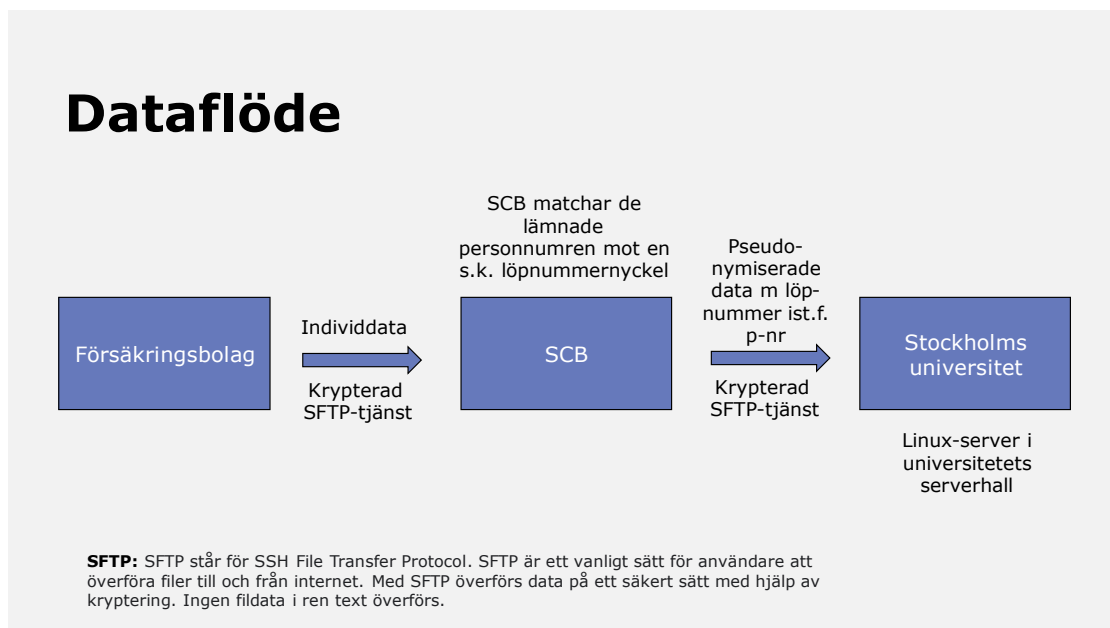 Dataflöde
SCB matchar de
lämnade
personnumren mot en
s.k. löpnummernyckel
Pseudo-
nymiserade
data m löp-
nummer ist.f.
p-nr
Försäkringsbolag
Individdata
Krypterad
SFTP-tjänst
SCB
Krypterad
SFTP-tjänst
Stockholms
universitet
Linux-server i
universitetets
serverhall
SFTP: SFTP står för SSH File Transfer Protocol. SFTP är ett vanligt sätt för användare att
överföra filer till och från internet. Med SFTP överförs data på ett säkert sätt med hjälp av
kryptering. Ingen fildata i ren text överförs.